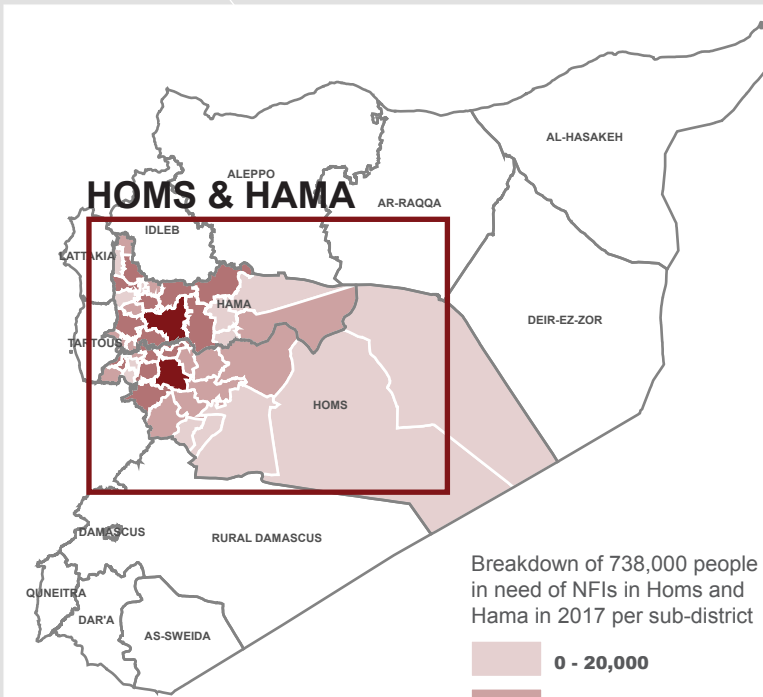 AL-HASAKEH
ALEPPO
HOMS & HAMA
AR-RAQQA
IDLEB
LATTAKIA
HAMA
DEIR-EZ-ZOR
TARTOUS
HOMS
DAMASCUS
RURAL DAMASCUS
QUNEITRA
DAR'A
AS-SWEIDA
Breakdown of 738,000 people
in need of NFIs in Homs and
Hama in 2017 per sub-district
0 - 20,000